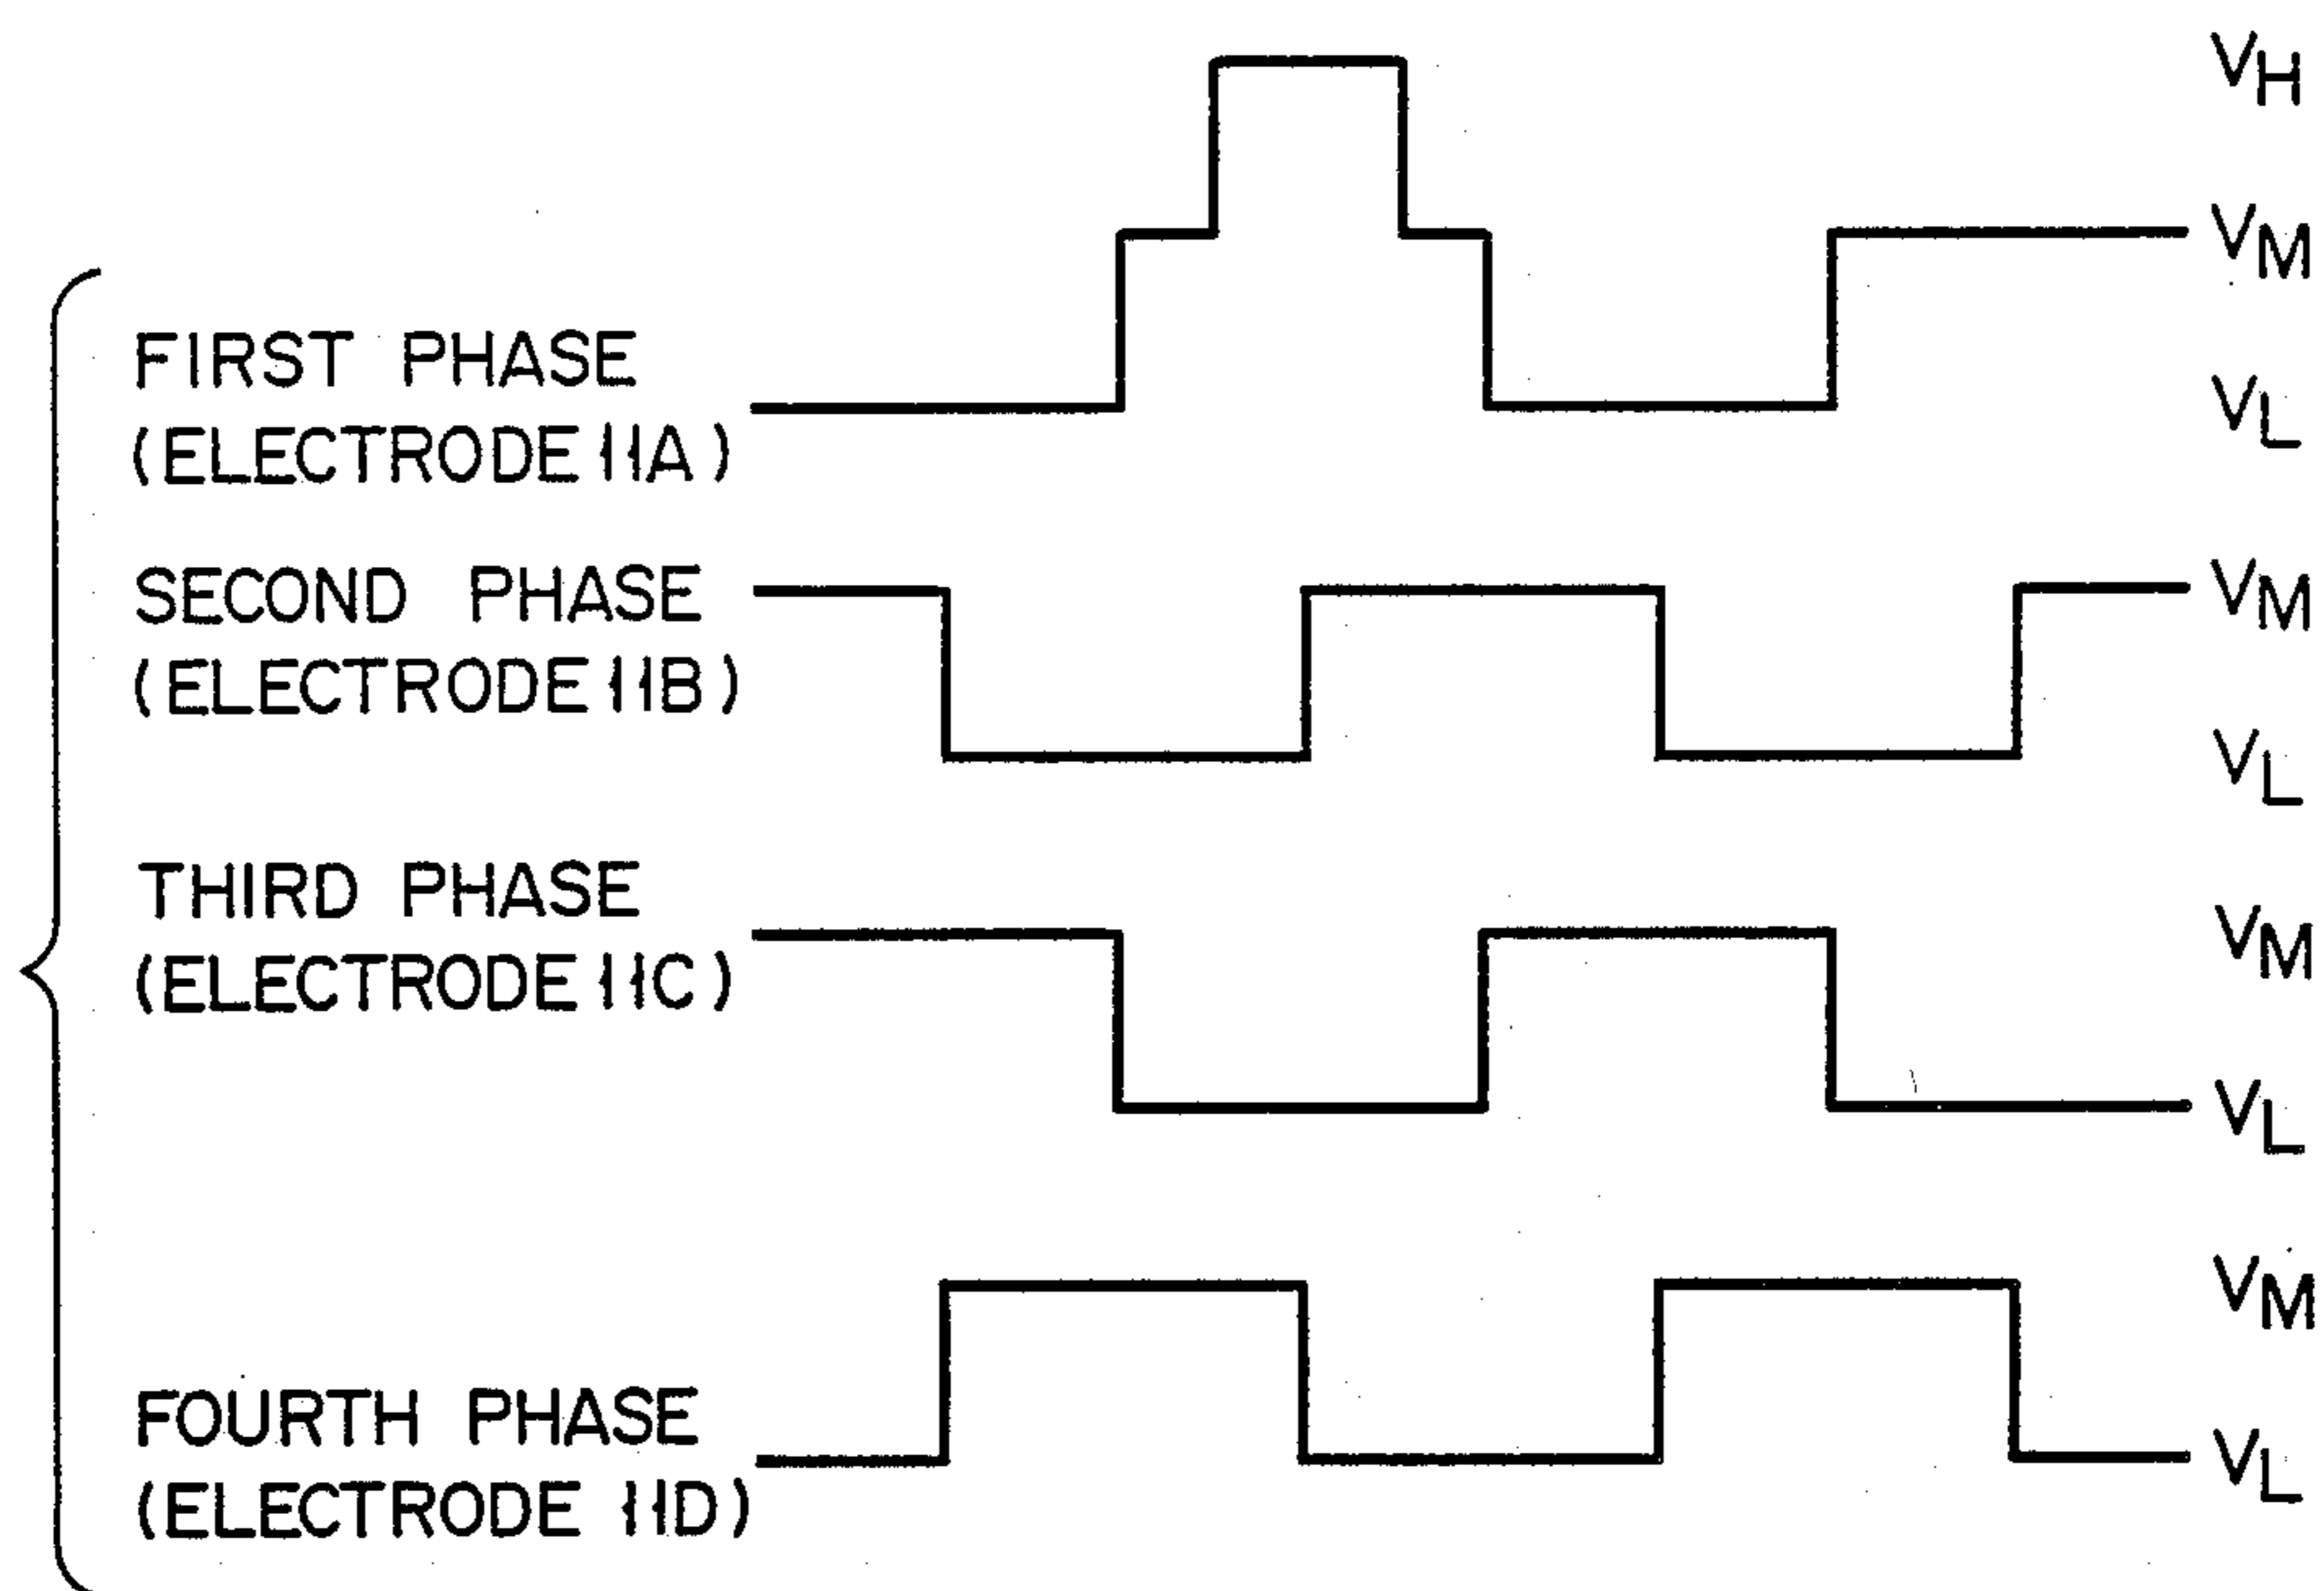 VH
VM
FIRST PHASE
(ELECTRODE 11A)
VL
SECOND PHASE
(ELECTRODE 11B)
VM
VL
THIRD PHASE
(ELECTRODE 11C)
VM
VL
VM
FOURTH PHASE
(ELECTRODE 11D)
VL